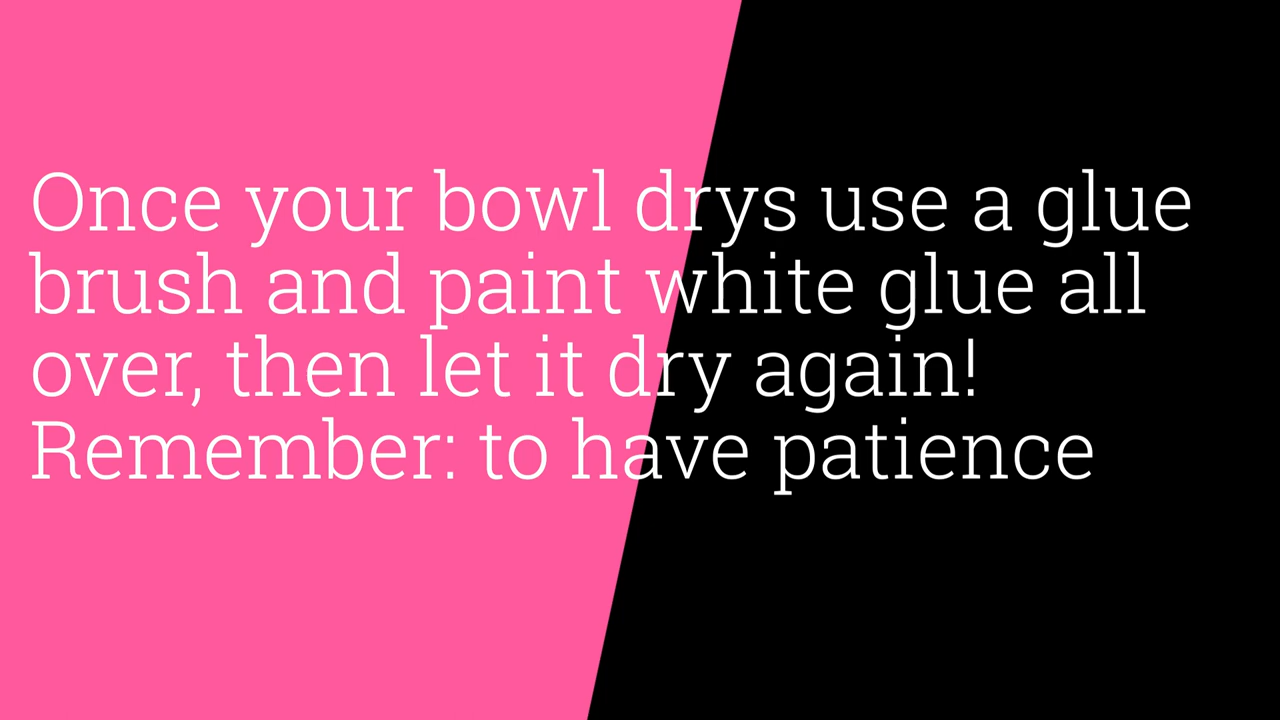 Once your bowl drys use a glue
brush and paint white glue all
over, then let it dry again!
Remember: to have patience